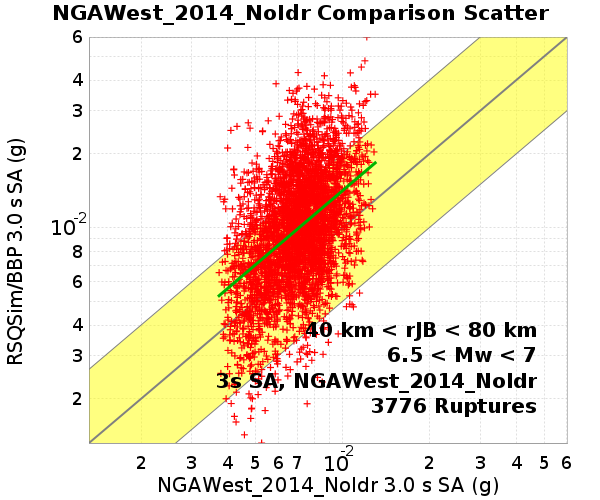 NGAWest_2014_NoIdr Comparison Scatter
RSQSim/BBP 3.0 s SA (g)
6
4
3
2
10-2
8
6
4
3
2
40 km < rJB < 80 km
6.5 < Mw < 7
3s SA, NGAWest_2014_NoIdr
3776 Ruptures
2 3 4 5 6 7 10-2 2 3 4 5 6
NGAWest_2014_NoIdr 3.0 s SA (g)